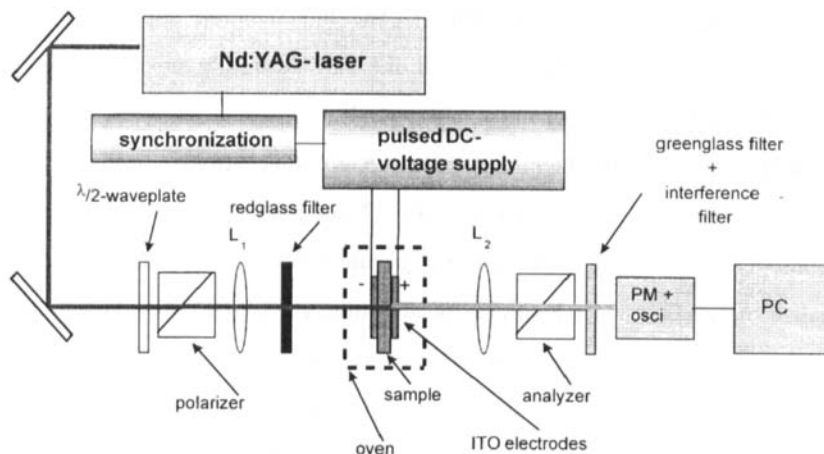 Nd:YAG-laser
synchronization
pulsed DC-
voltage supply
greenglass filter
+
interference
filter
λ/2-waveplate
redglass filter
L1
L2
-
+
PM +
osci
PC
polarizer
sample
analyzer
oven
ITO electrodes